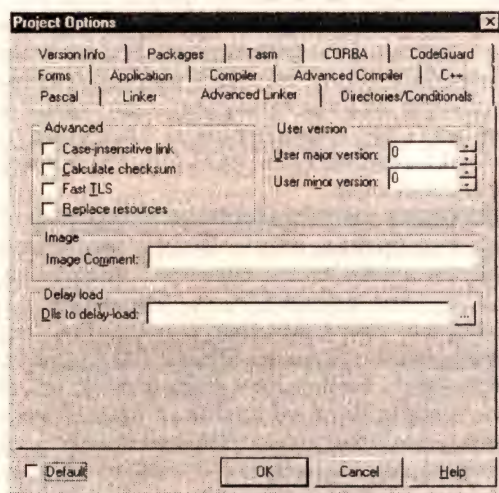 Project Options
Version Info Packages Tasm CORBA CodeGuard
Forms Application Compiler Advanced Compiler C++
Pascal Linker Advanced Linker Directories/Conditionals
Advanced
Case-insensitive link
Calculate checksum
Fast TLS
Replace resources
User version
User major version: 0
User minor version: 0
Image
Image Comment:
Delay load
Dlls to delay-load:
...
Default
OK Cancel Help